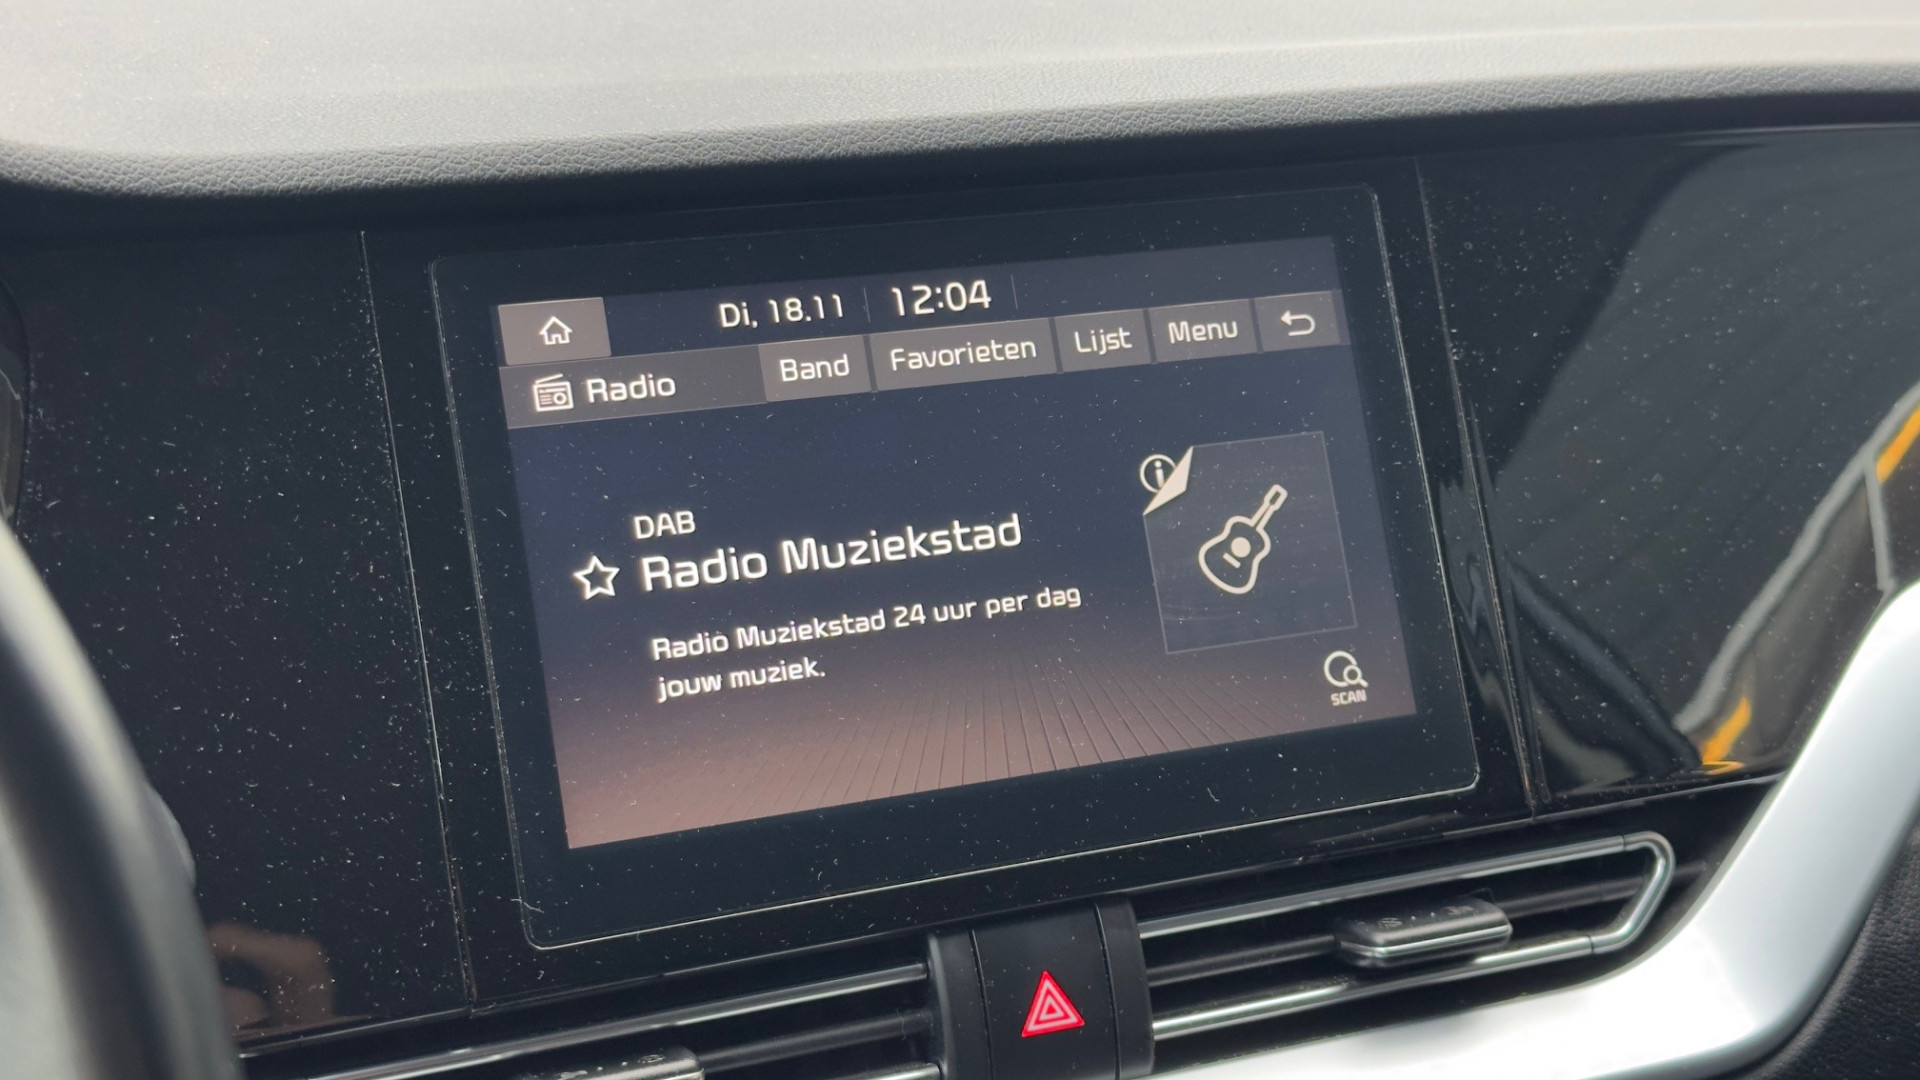 Di, 18.11 12:04
Radio Band Favorieten Lijst Menu
DAB
Radio Muziekstad
Radio Muziekstad 24 uur per dag
jouw muziek.
SCAN